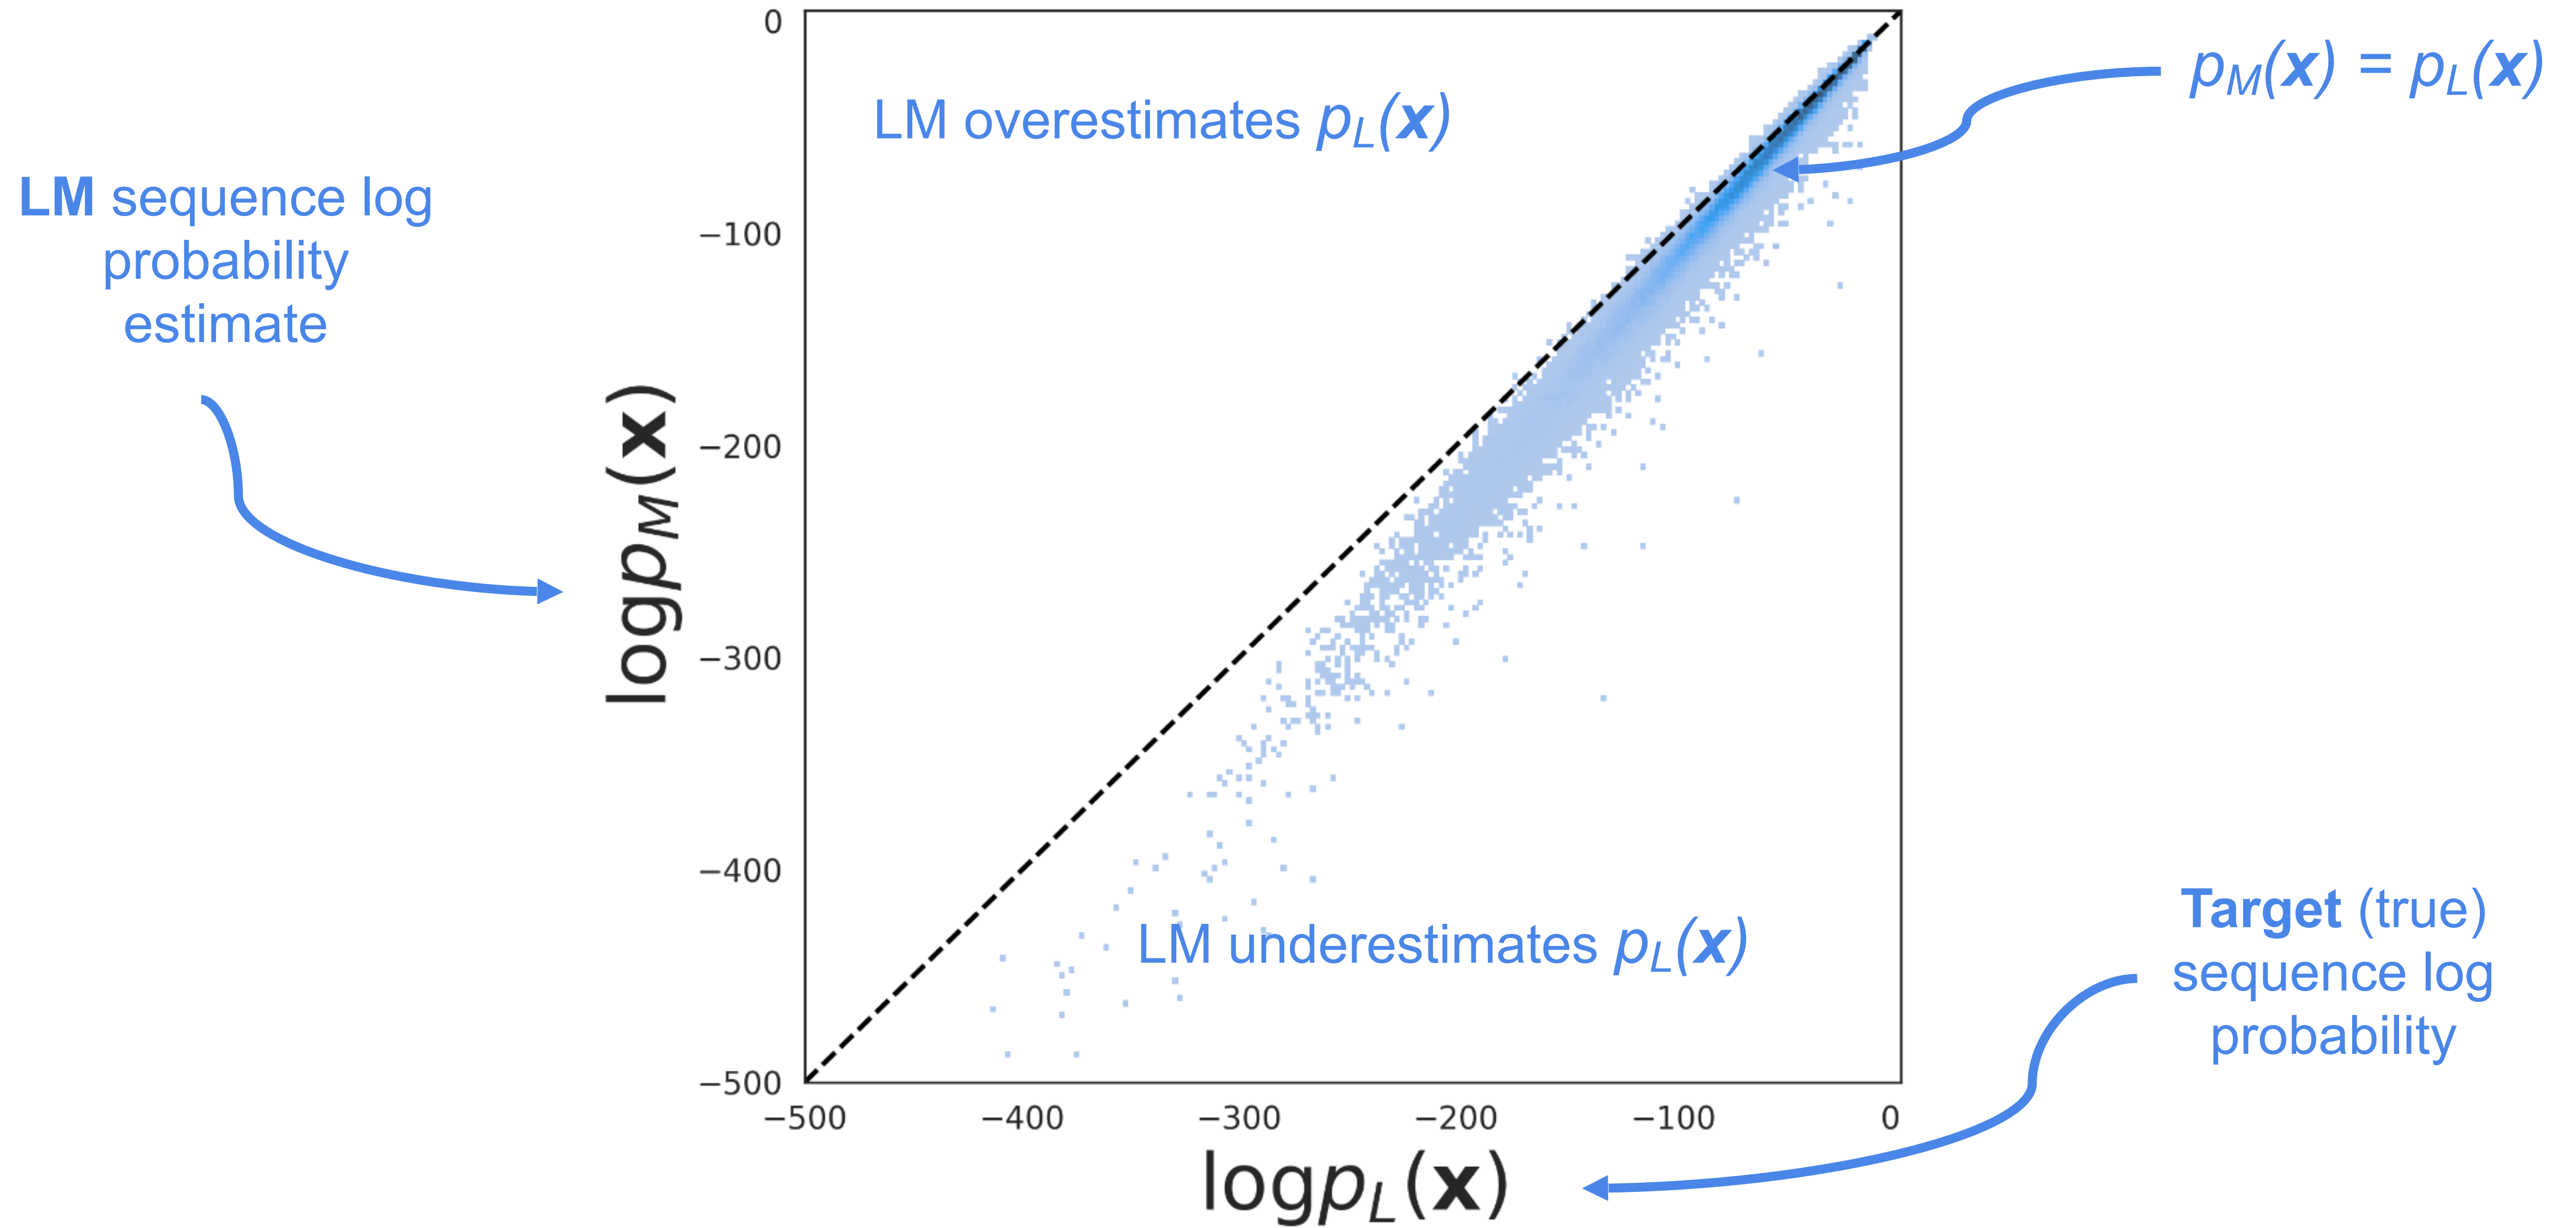 LM sequence log
probability
estimate
log p_M(x)
0
−100
−200
−300
−400
−500
LM overestimates p_L(x)
p_M(x) = p_L(x)
LM underestimates p_L(x)
Target (true)
sequence log
probability
−500 −400 −300 −200 −100 0
log p_L(x)